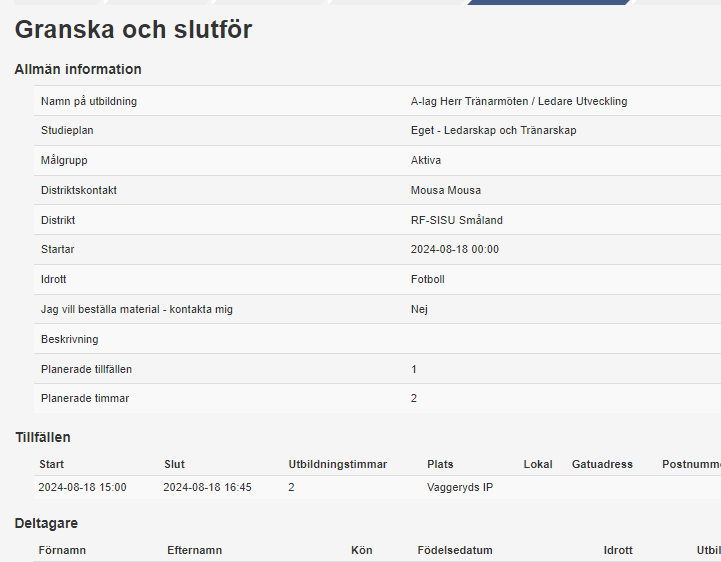 Granska och slutför
Allmän information
Namn på utbildning A-lag Herr Tränarmöten / Ledare Utveckling
Studieplan Eget - Ledarskap och Tränarskap
Målgrupp Aktiva
Distriktskontakt Mousa Mousa
Distrikt RF-SISU Småland
Startar 2024-08-18 00:00
Idrott Fotboll
Jag vill beställa material - kontakta mig Nej
Beskrivning
Planerade tillfällen 1
Planerade timmar 2
Tillfällen
Start Slut Utbildningstimmar Plats Lokal Gatuadress Postnumme
2024-08-18 15:00 2024-08-18 16:45 2 Vaggeryds IP
Deltagare
Förnamn Efternamn Kön Födelsedatum Idrott Utbil